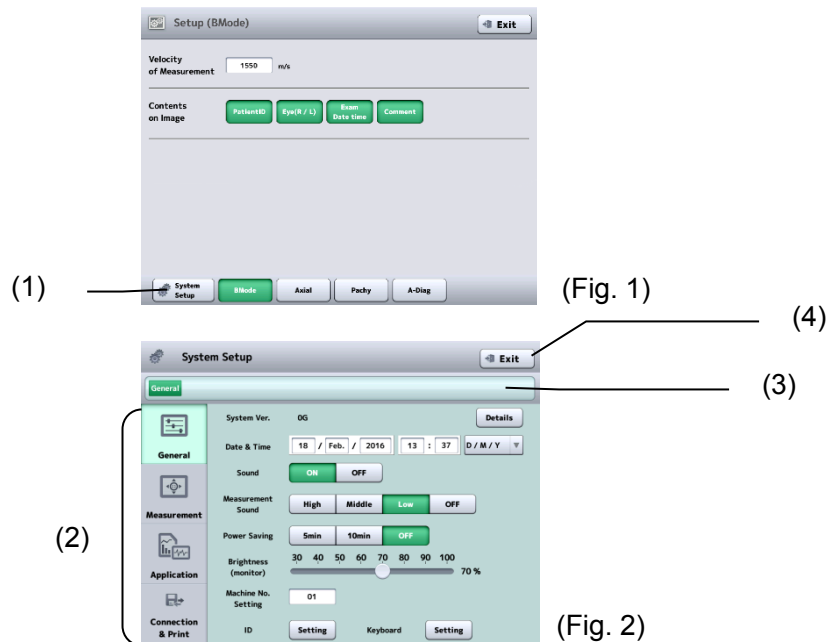 Setup (BMode)
Exit
Velocity
of Measurement
1550 m/s
Contents
on Image
PatientID Eye(R / L) Exam
Date time Comment
(1)
System
Setup BMode Axial Pachy A-Diag
(Fig. 1)
(4)
System Setup
Exit
General
(3)
System Ver. 0G Details
General
Date & Time 18 / Feb. / 2016 13 : 37 D / M / Y
Sound ON OFF
Measurement
Measurement
Sound High Middle Low OFF
(2)
Power Saving 5min 10min OFF
Application
Brightness
(monitor) 30 40 50 60 70 80 90 100
70 %
Machine No.
Setting 01
Connection
& Print
ID Setting Keyboard Setting
(Fig. 2)